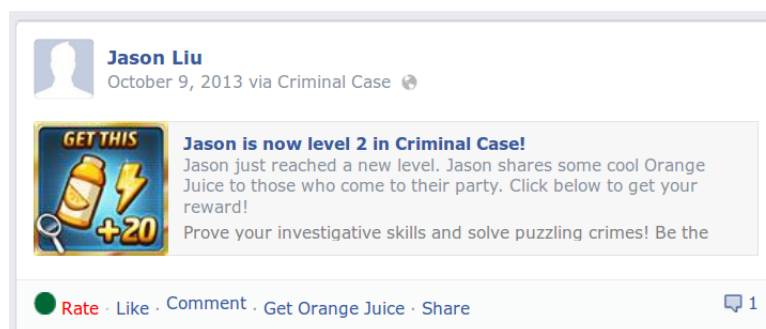 Jason Liu
October 9, 2013 via Criminal Case
GET THIS
+20
Jason is now level 2 in Criminal Case!
Jason just reached a new level. Jason shares some cool Orange
Juice to those who come to their party. Click below to get your
reward!
Prove your investigative skills and solve puzzling crimes! Be the
Rate · Like · Comment · Get Orange Juice · Share 1